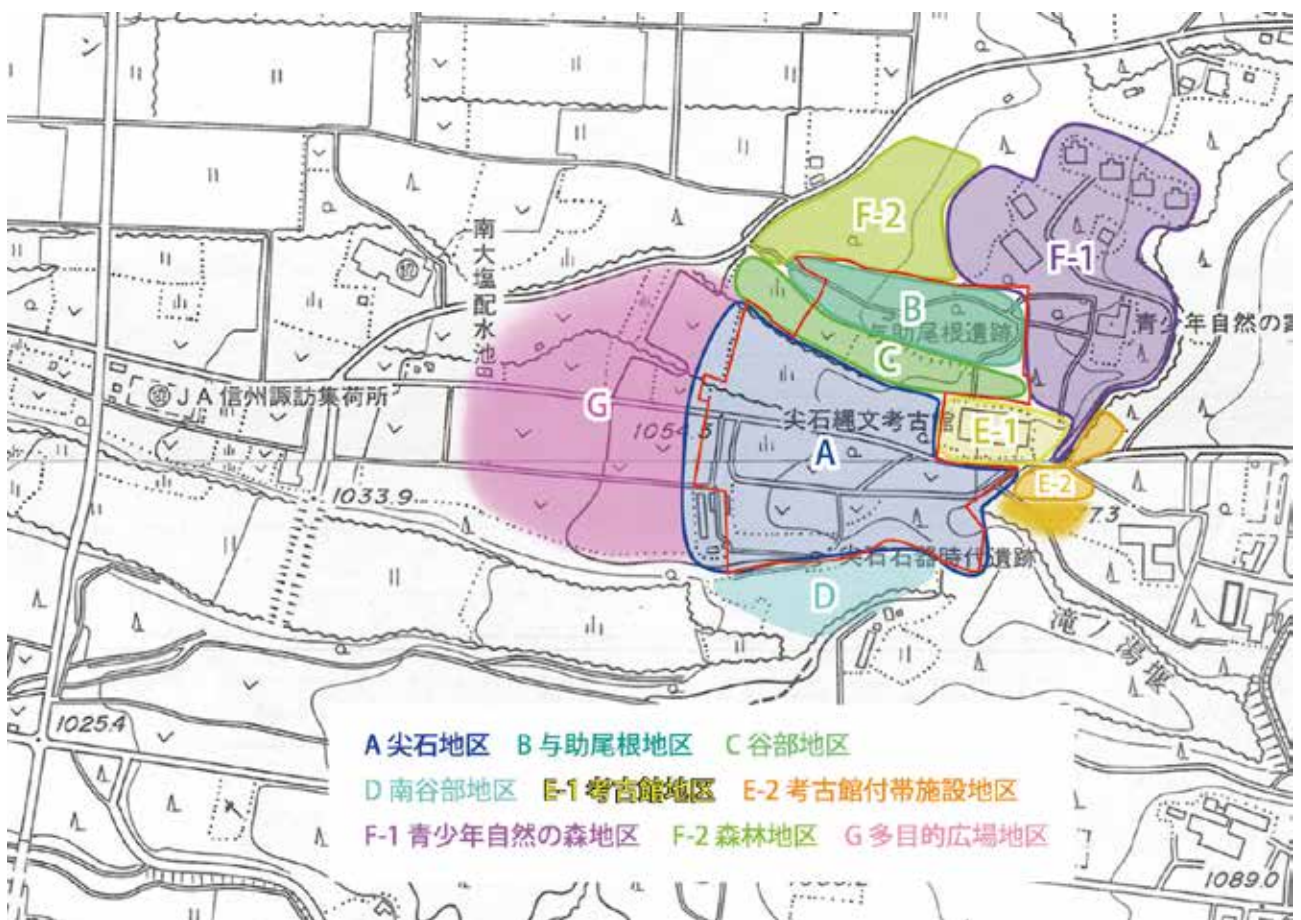 ン
F-2
F-1
南大塩配水池
B
与助尾根遺跡
青少年自然の家
C
JA信州諏訪集荷所
G
1054.5
尖石縄文考古館
E-1
A
E-2
1033.9
7.3
尖石石器時代遺跡
D
滝ノ湯堰
1025.4
A 尖石地区 B 与助尾根地区 C 谷部地区
D 南谷部地区 E-1 考古館地区 E-2 考古館付帯施設地区
F-1 青少年自然の森地区 F-2 森林地区 G 多目的広場地区
1089.0